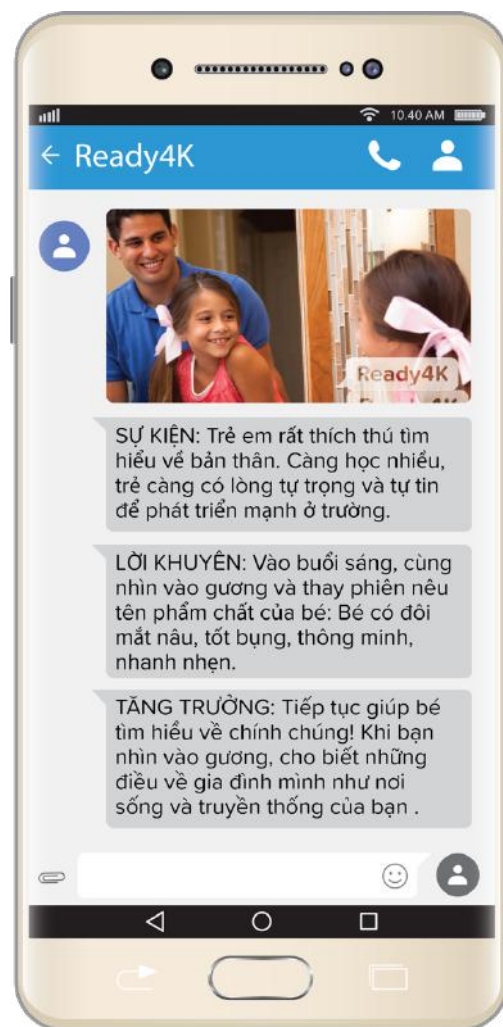 10.40 AM
Ready4K
Ready4K
SỰ KIỆN: Trẻ em rất thích thú tìm
hiểu về bản thân. Càng học nhiều,
trẻ càng có lòng tự trọng và tự tin
để phát triển mạnh ở trường.
LỜI KHUYÊN: Vào buổi sáng, cùng
nhìn vào gương và thay phiên nêu
tên phẩm chất của bé: Bé có đôi
mắt nâu, tốt bụng, thông minh,
nhanh nhẹn.
TĂNG TRƯỞNG: Tiếp tục giúp bé
tìm hiểu về chính chúng! Khi bạn
nhìn vào gương, cho biết những
điều về gia đình mình như nơi
sống và truyền thống của bạn .